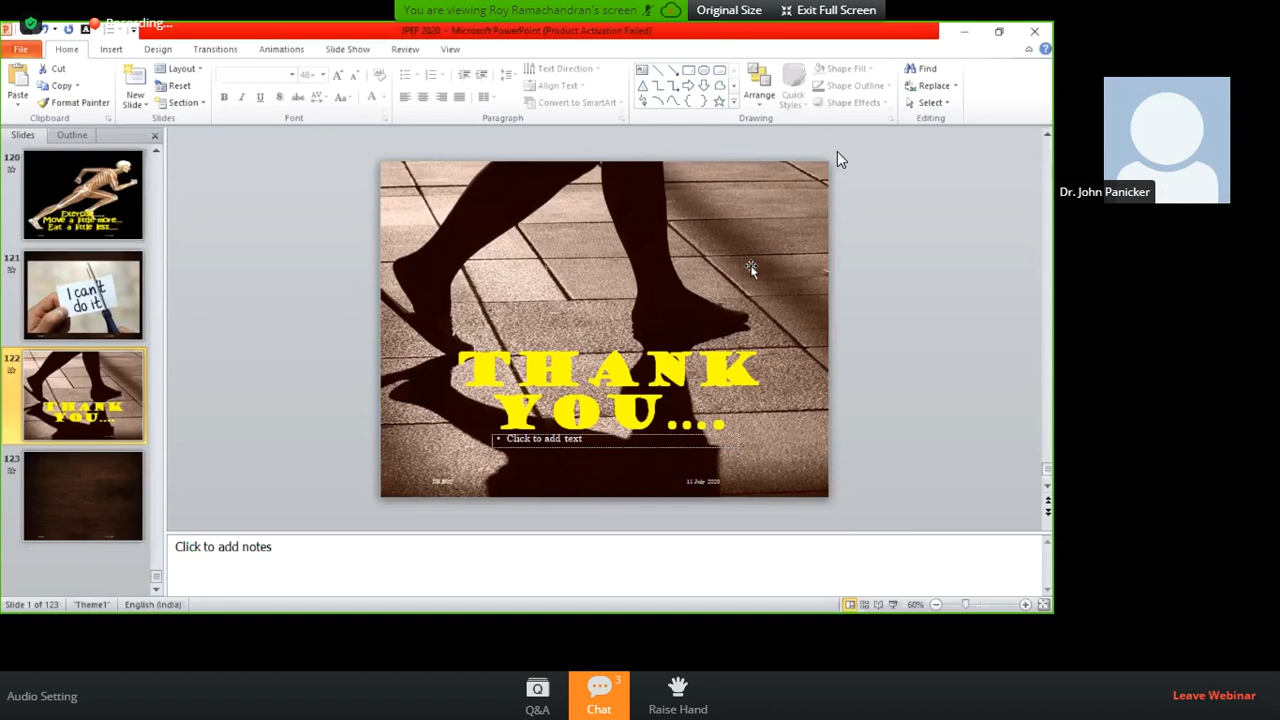 You are viewing Roy Ramachandran's screen
Original Size
Exit Full Screen
Recording...
JPEF 2020 - Microsoft PowerPoint (Product Activation Failed)
File Home Insert Design Transitions Animations Slide Show Review View
Paste
Cut
Copy
Format Painter
Clipboard
New Slide
Layout
Reset
Section
Slides
48
Font
Text Direction
Align Text
Convert to SmartArt
Paragraph
Arrange
Quick Styles
Shape Fill
Shape Outline
Shape Effects
Drawing
Find
Replace
Select
Editing
Slides Outline
120
Exercise...
Move a little more...
Eat a little less...
121
I can't
do it
122
THANK
YOU....
123
THANK
YOU....
• Click to add text
11 July 2020
Click to add notes
Slide 1 of 123
"Theme1"
English (India)
60%
Dr. John Panicker
Audio Setting
Q
Q&A
3
Chat
Raise Hand
Leave Webinar